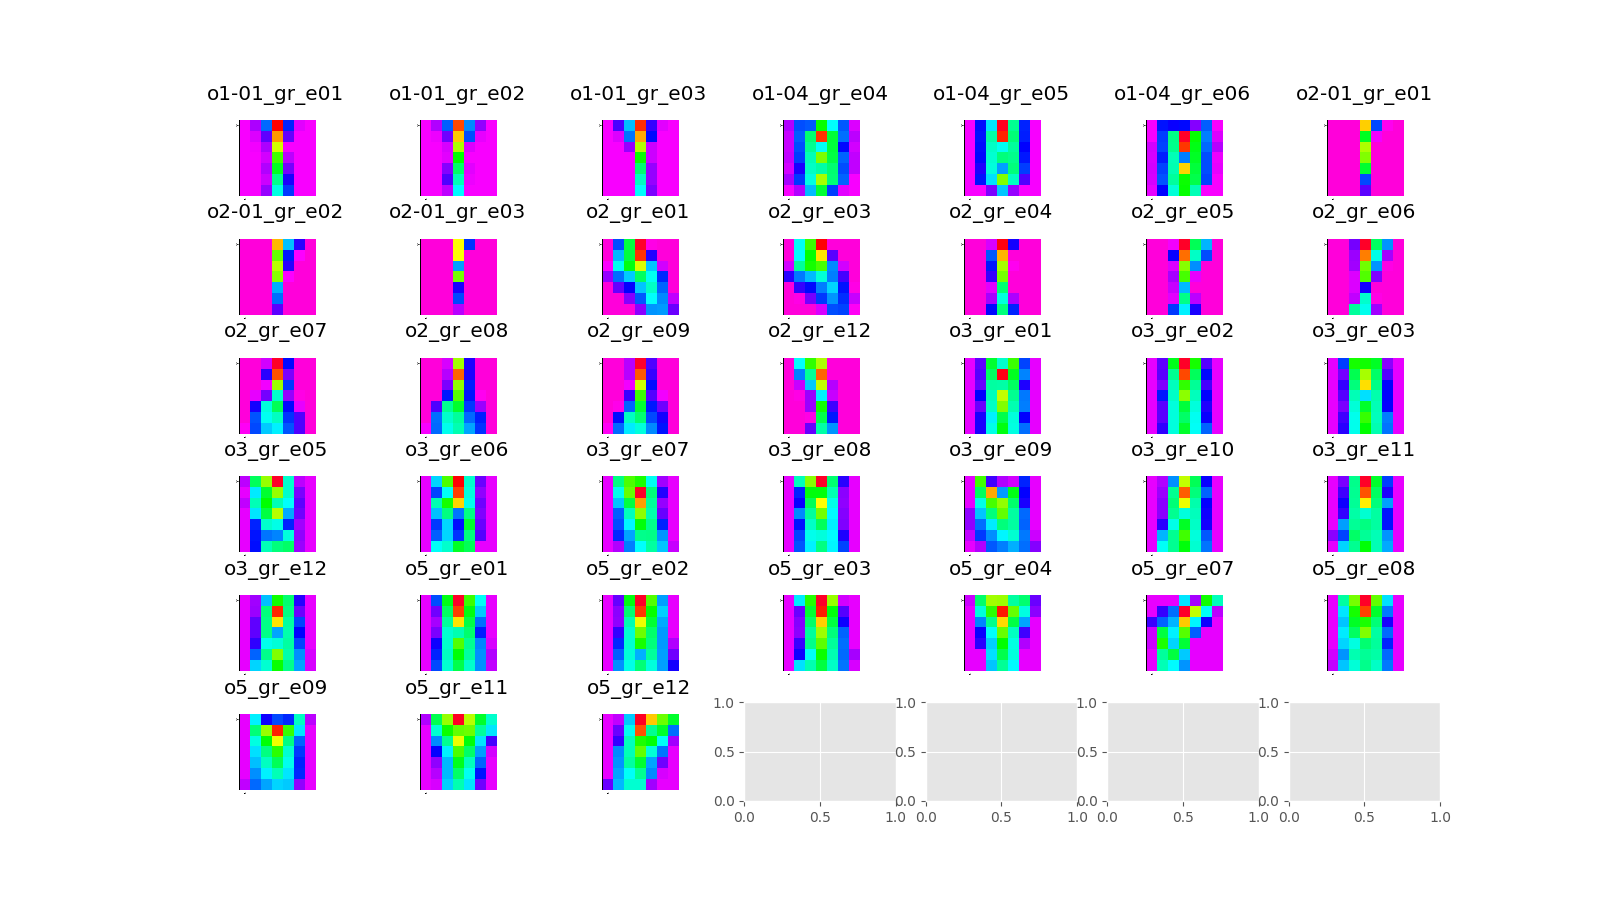 o1-01_gr_e01 o1-01_gr_e02 o1-01_gr_e03 o1-04_gr_e04 o1-04_gr_e05 o1-04_gr_e06 o2-01_gr_e01
o2-01_gr_e02 o2-01_gr_e03 o2_gr_e01 o2_gr_e03 o2_gr_e04 o2_gr_e05 o2_gr_e06
o2_gr_e07 o2_gr_e08 o2_gr_e09 o2_gr_e12 o3_gr_e01 o3_gr_e02 o3_gr_e03
o3_gr_e05 o3_gr_e06 o3_gr_e07 o3_gr_e08 o3_gr_e09 o3_gr_e10 o3_gr_e11
o3_gr_e12 o5_gr_e01 o5_gr_e02 o5_gr_e03 o5_gr_e04 o5_gr_e07 o5_gr_e08
o5_gr_e09 o5_gr_e11 o5_gr_e12
1.0 1.0 1.0 1.0
0.5 0.5 0.5 0.5
0.0 0.0 0.0 0.0
0.0 0.5 1.0 0.0 0.5 1.0 0.0 0.5 1.0 0.0 0.5 1.0